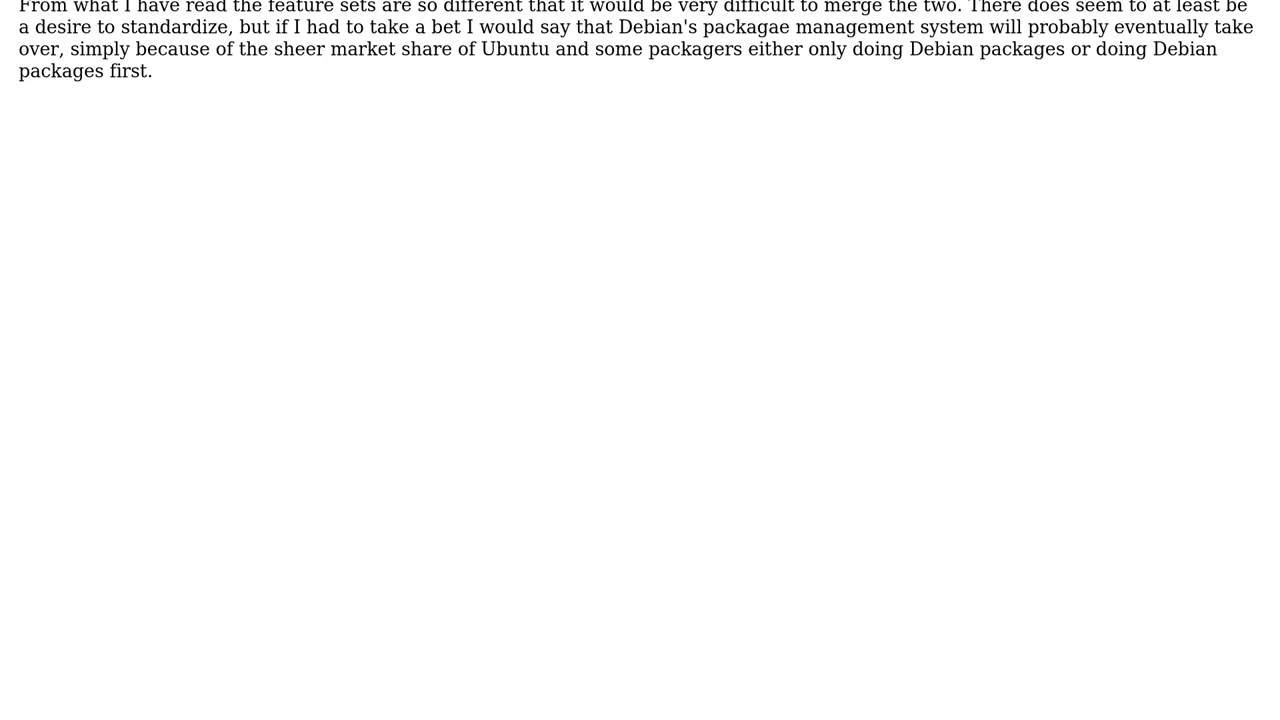 From what I have read the feature sets are so different that it would be very difficult to merge the two. There does seem to at least be
a desire to standardize, but if I had to take a bet I would say that Debian's packagae management system will probably eventually take
over, simply because of the sheer market share of Ubuntu and some packagers either only doing Debian packages or doing Debian
packages first.